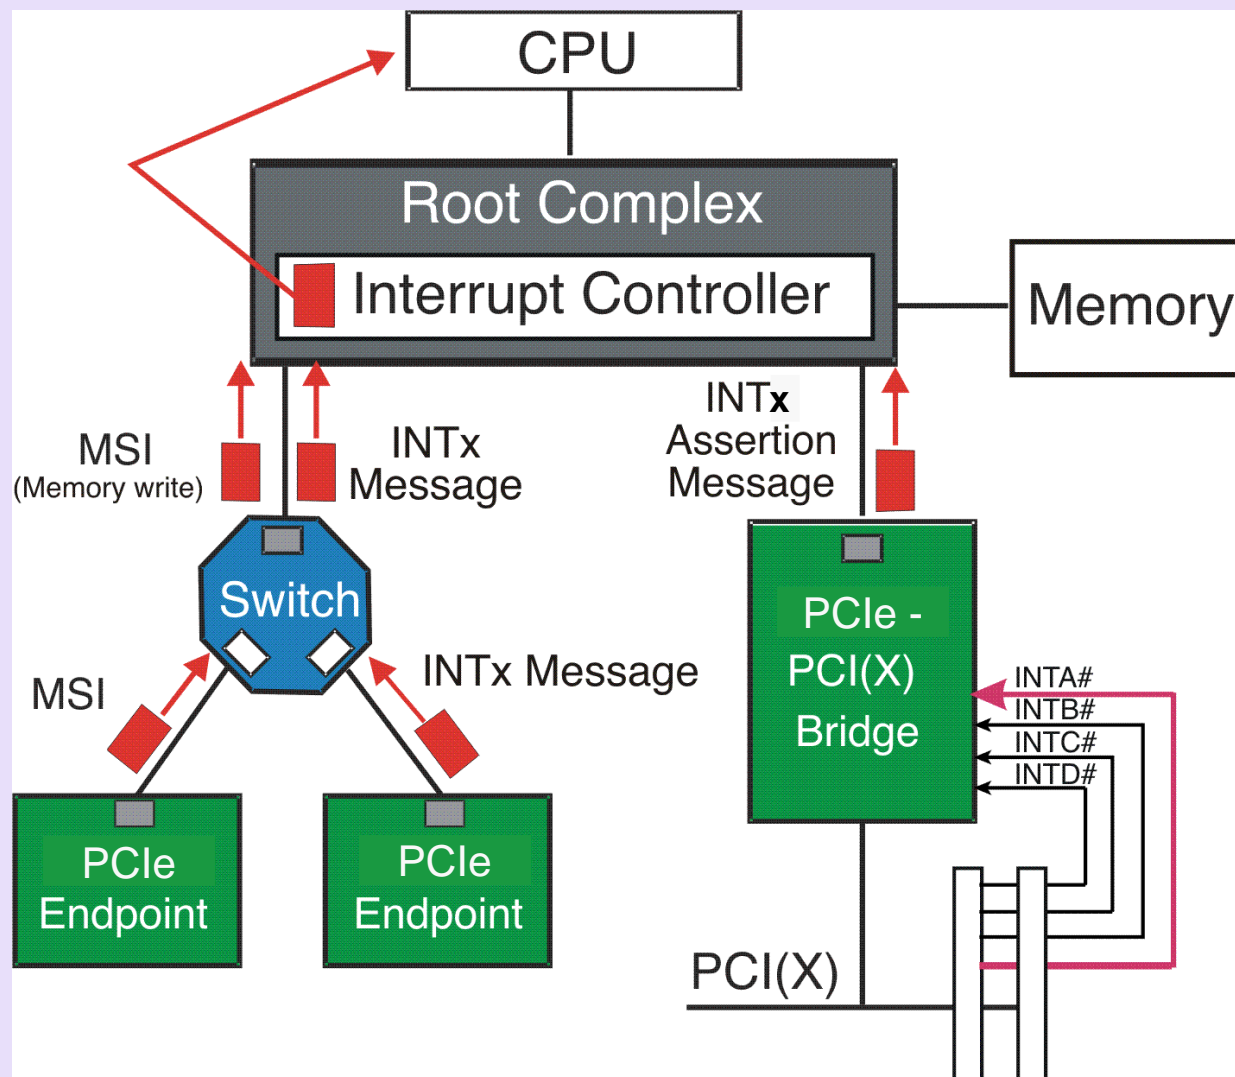 CPU
Root Complex
Interrupt Controller
Memory
MSI
(Memory write)
INTx
Message
INTx
Assertion
Message
Switch
PCIe -
PCI(X)
Bridge
MSI
INTx Message
INTA#
INTB#
INTC#
INTD#
PCIe
Endpoint
PCIe
Endpoint
PCI(X)